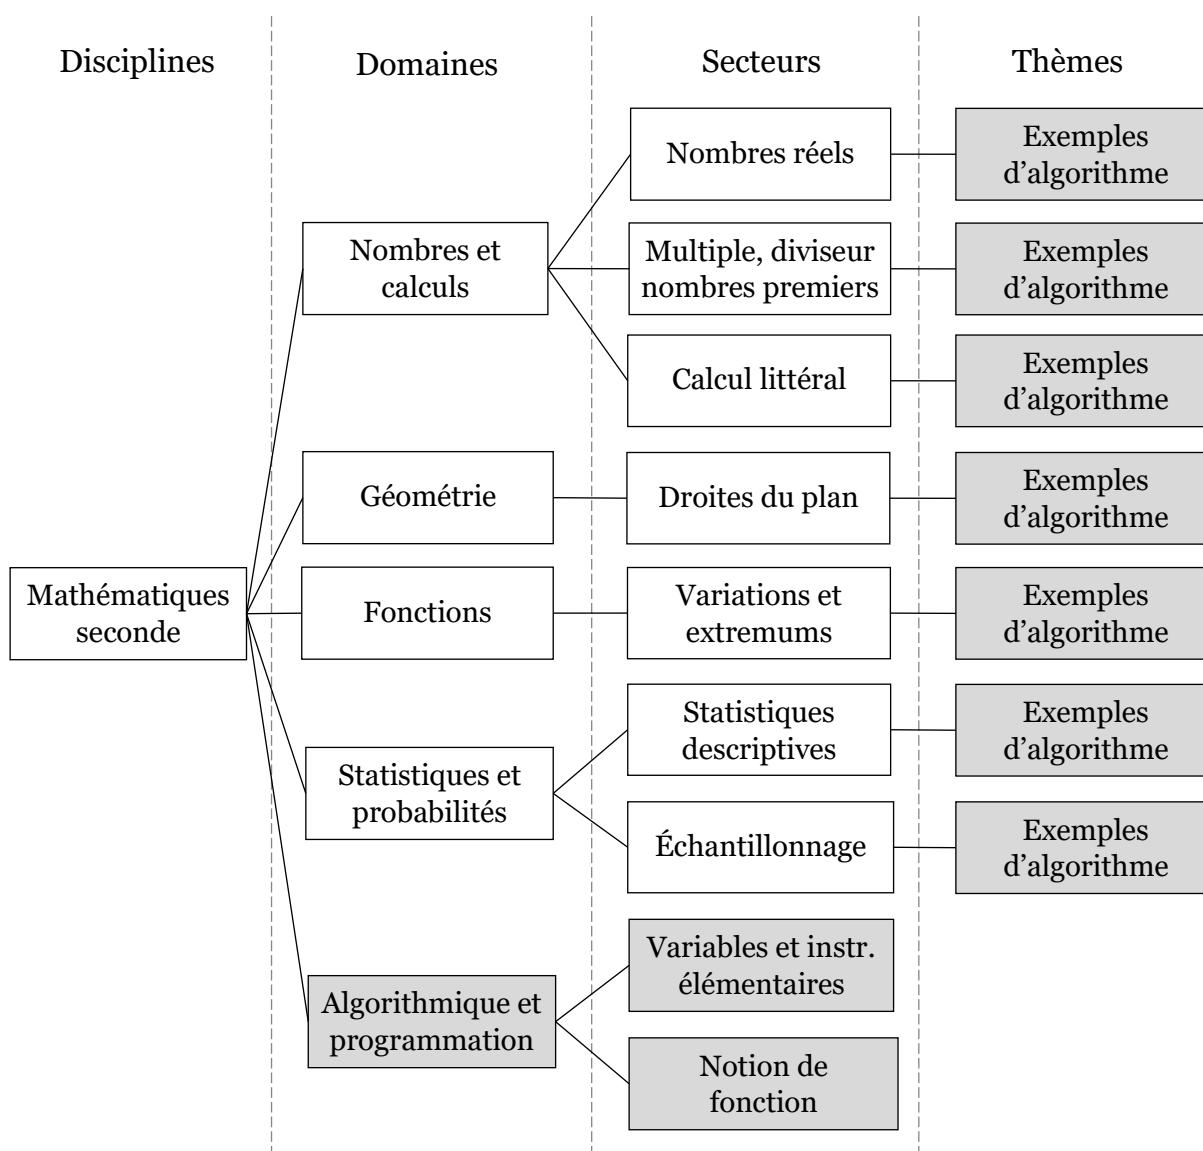 Disciplines
Domaines
Secteurs
Thèmes
Nombres réels
Exemples
d’algorithme
Nombres et
calculs
Multiple, diviseur
nombres premiers
Exemples
d’algorithme
Calcul littéral
Exemples
d’algorithme
Géométrie
Droites du plan
Exemples
d’algorithme
Mathématiques
seconde
Fonctions
Variations et
extremums
Exemples
d’algorithme
Statistiques et
probabilités
Statistiques
descriptives
Exemples
d’algorithme
Échantillonnage
Exemples
d’algorithme
Algorithmique et
programmation
Variables et instr.
élémentaires
Notion de
fonction